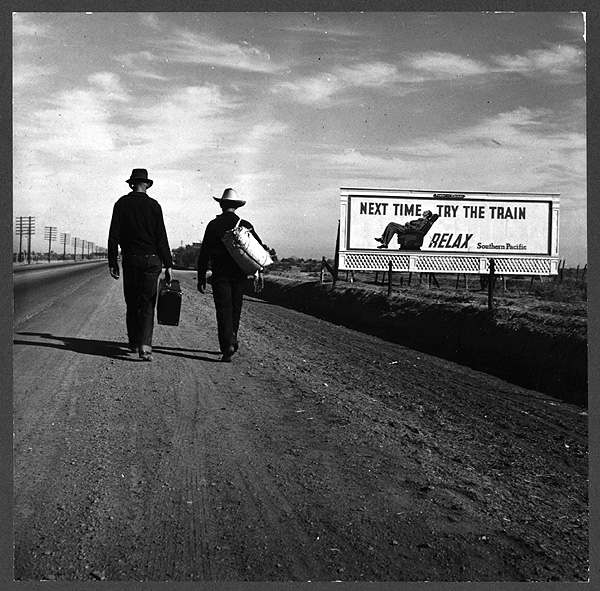 NEXT TIME TRY THE TRAIN
RELAX
Southern Pacific